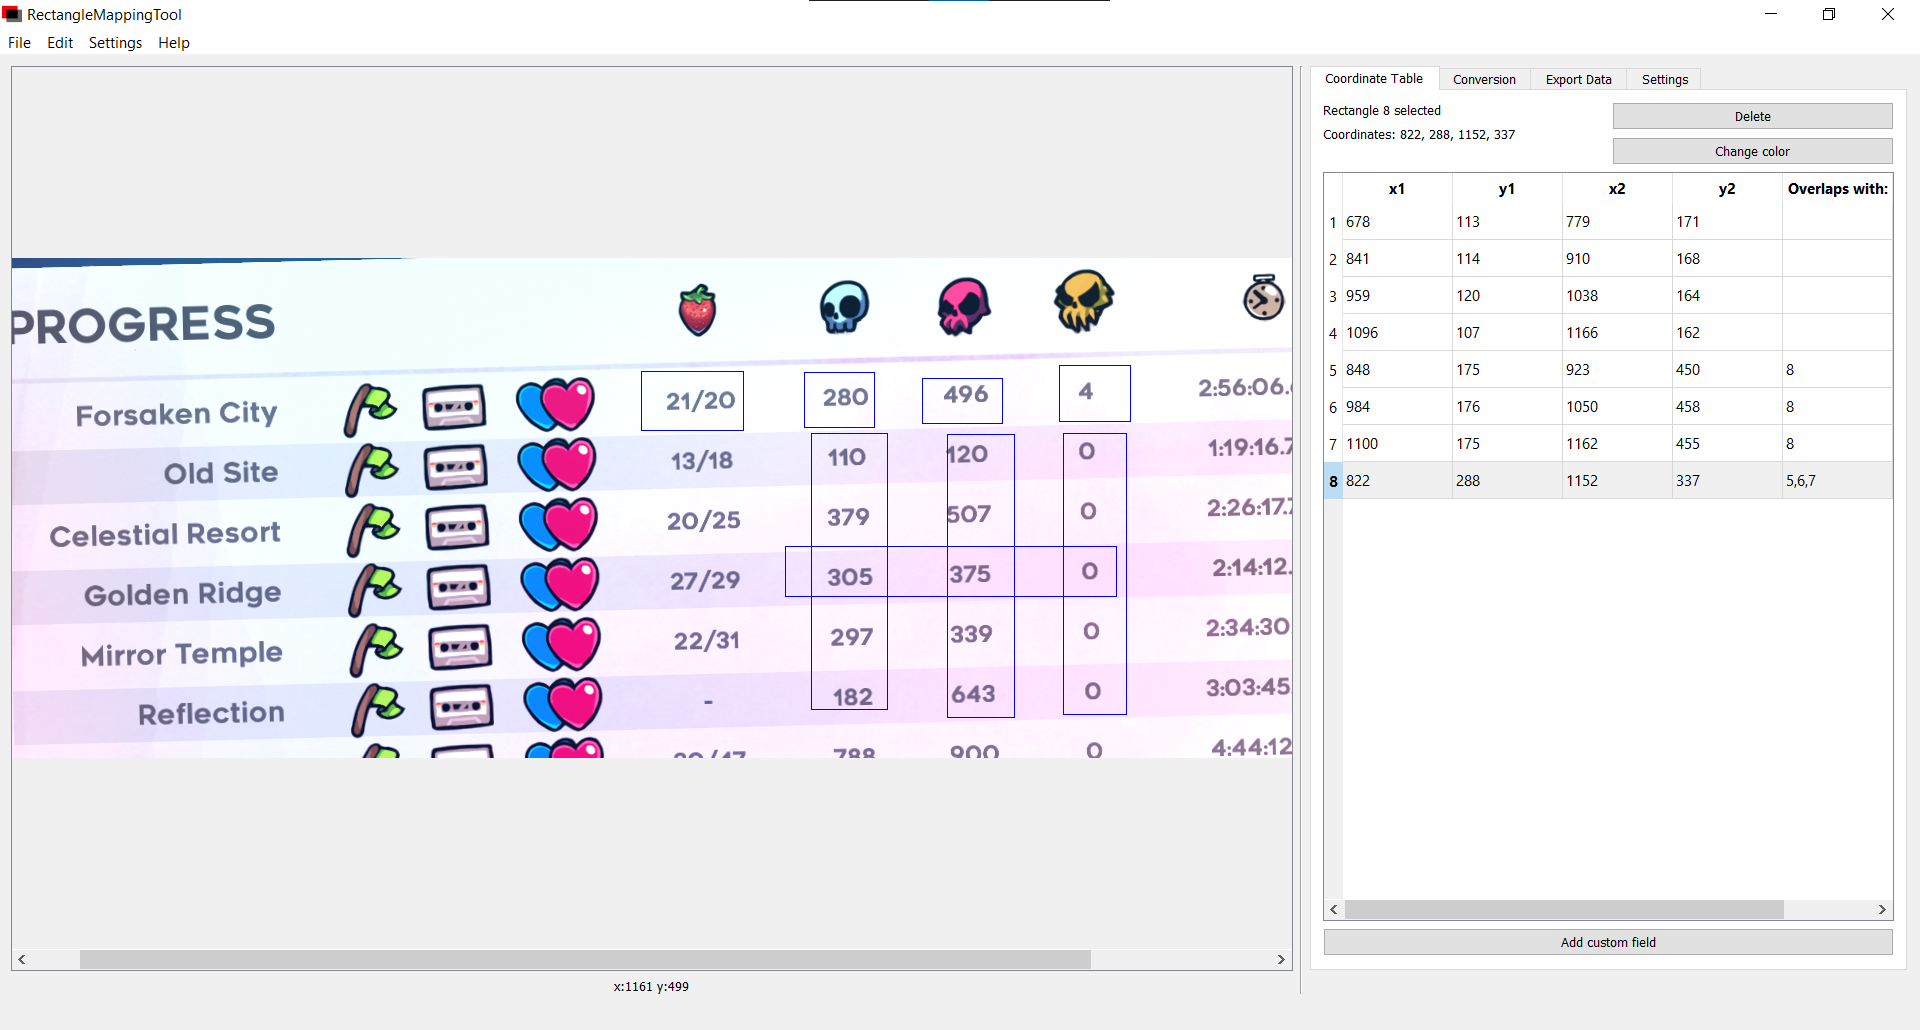 RectangleMappingTool
File Edit Settings Help
PROGRESS
Forsaken City 21/20 280 496 4 2:56:06.
Old Site 13/18 110 120 0 1:19:16.7
Celestial Resort 20/25 379 507 0 2:26:17.
Golden Ridge 27/29 305 375 0 2:14:12.
Mirror Temple 22/31 297 339 0 2:34:30
Reflection - 182 643 0 3:03:45
788 900 0 4:44:12
x:1161 y:499
Coordinate Table Conversion Export Data Settings
Rectangle 8 selected
Coordinates: 822, 288, 1152, 337
Delete
Change color
x1 y1 x2 y2 Overlaps with:
1 678 113 779 171
2 841 114 910 168
3 959 120 1038 164
4 1096 107 1166 162
5 848 175 923 450 8
6 984 176 1050 458 8
7 1100 175 1162 455 8
8 822 288 1152 337 5,6,7
Add custom field